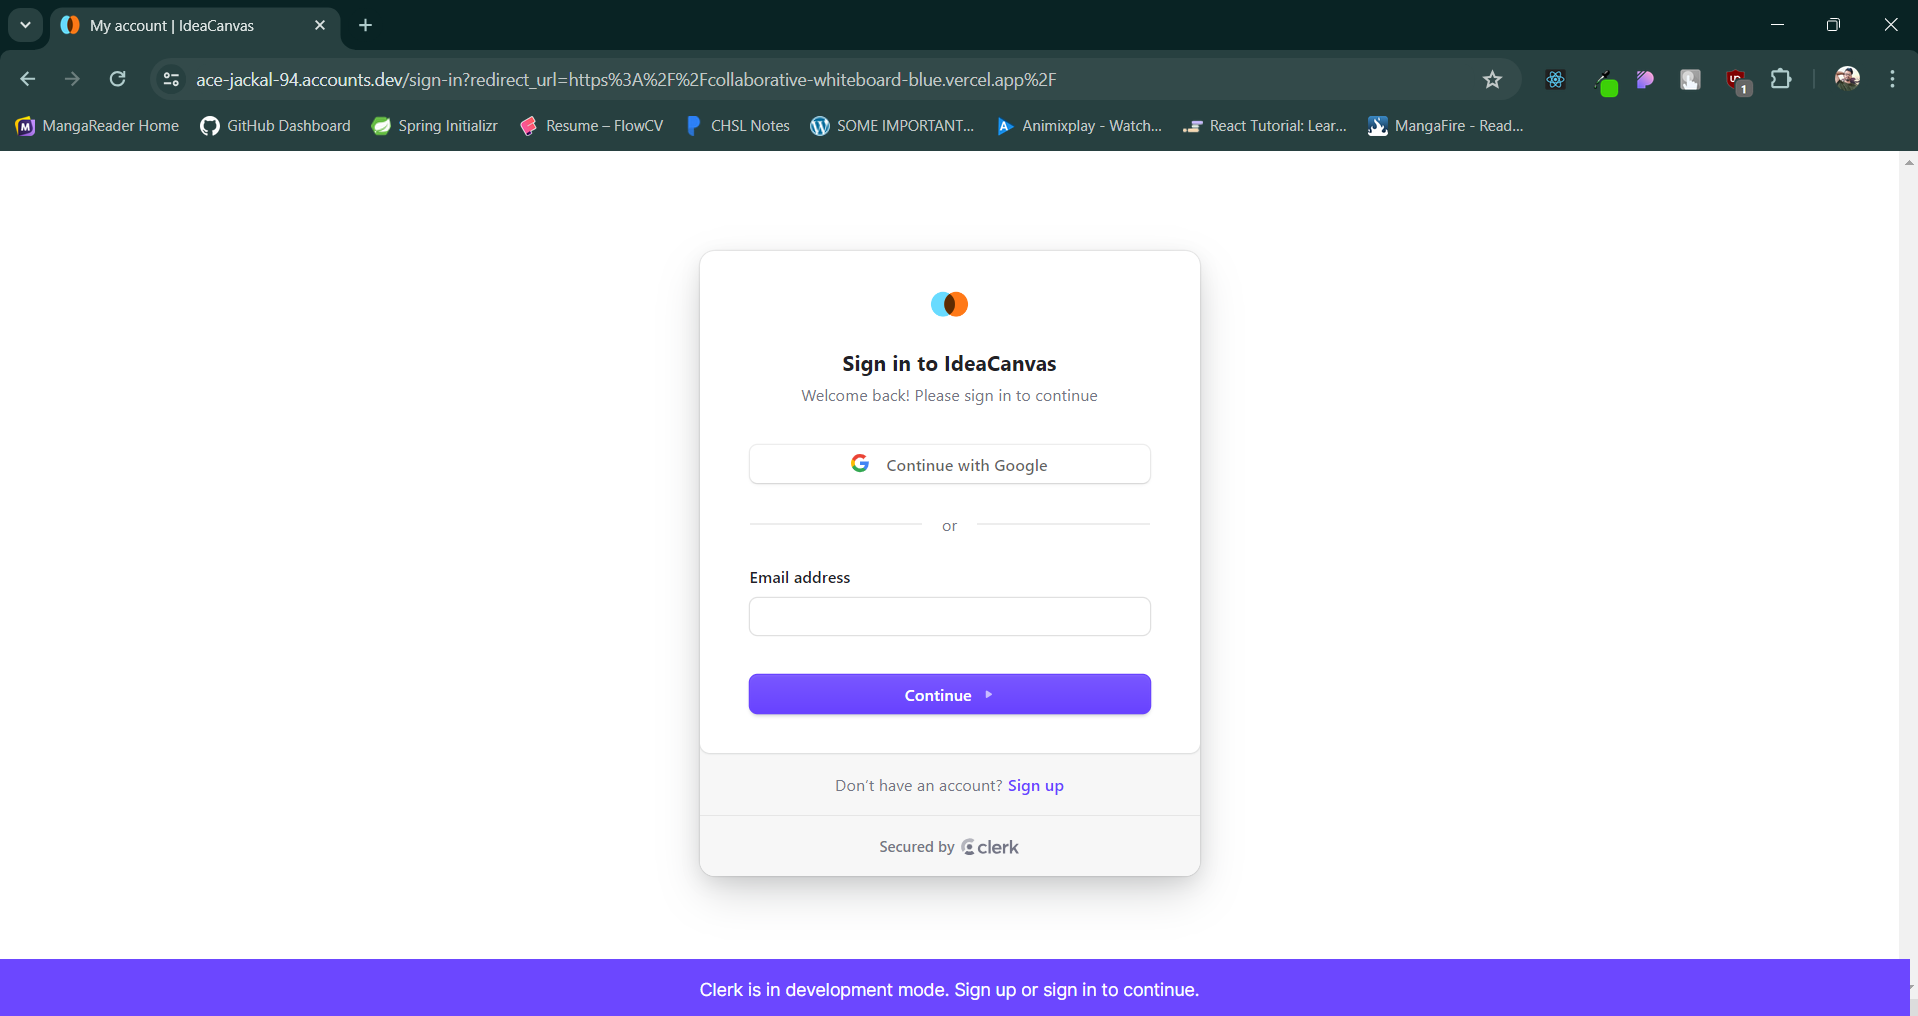 My account | IdeaCanvas
ace-jackal-94.accounts.dev/sign-in?redirect_url=https%3A%2F%2Fcollaborative-whiteboard-blue.vercel.app%2F
1
MangaReader Home
GitHub Dashboard
Spring Initializr
Resume – FlowCV
CHSL Notes
SOME IMPORTANT...
Animixplay - Watch...
React Tutorial: Lear...
MangaFire - Read...
Sign in to IdeaCanvas
Welcome back! Please sign in to continue
Continue with Google
or
Email address
Continue
Don’t have an account? Sign up
Secured by clerk
Clerk is in development mode. Sign up or sign in to continue.